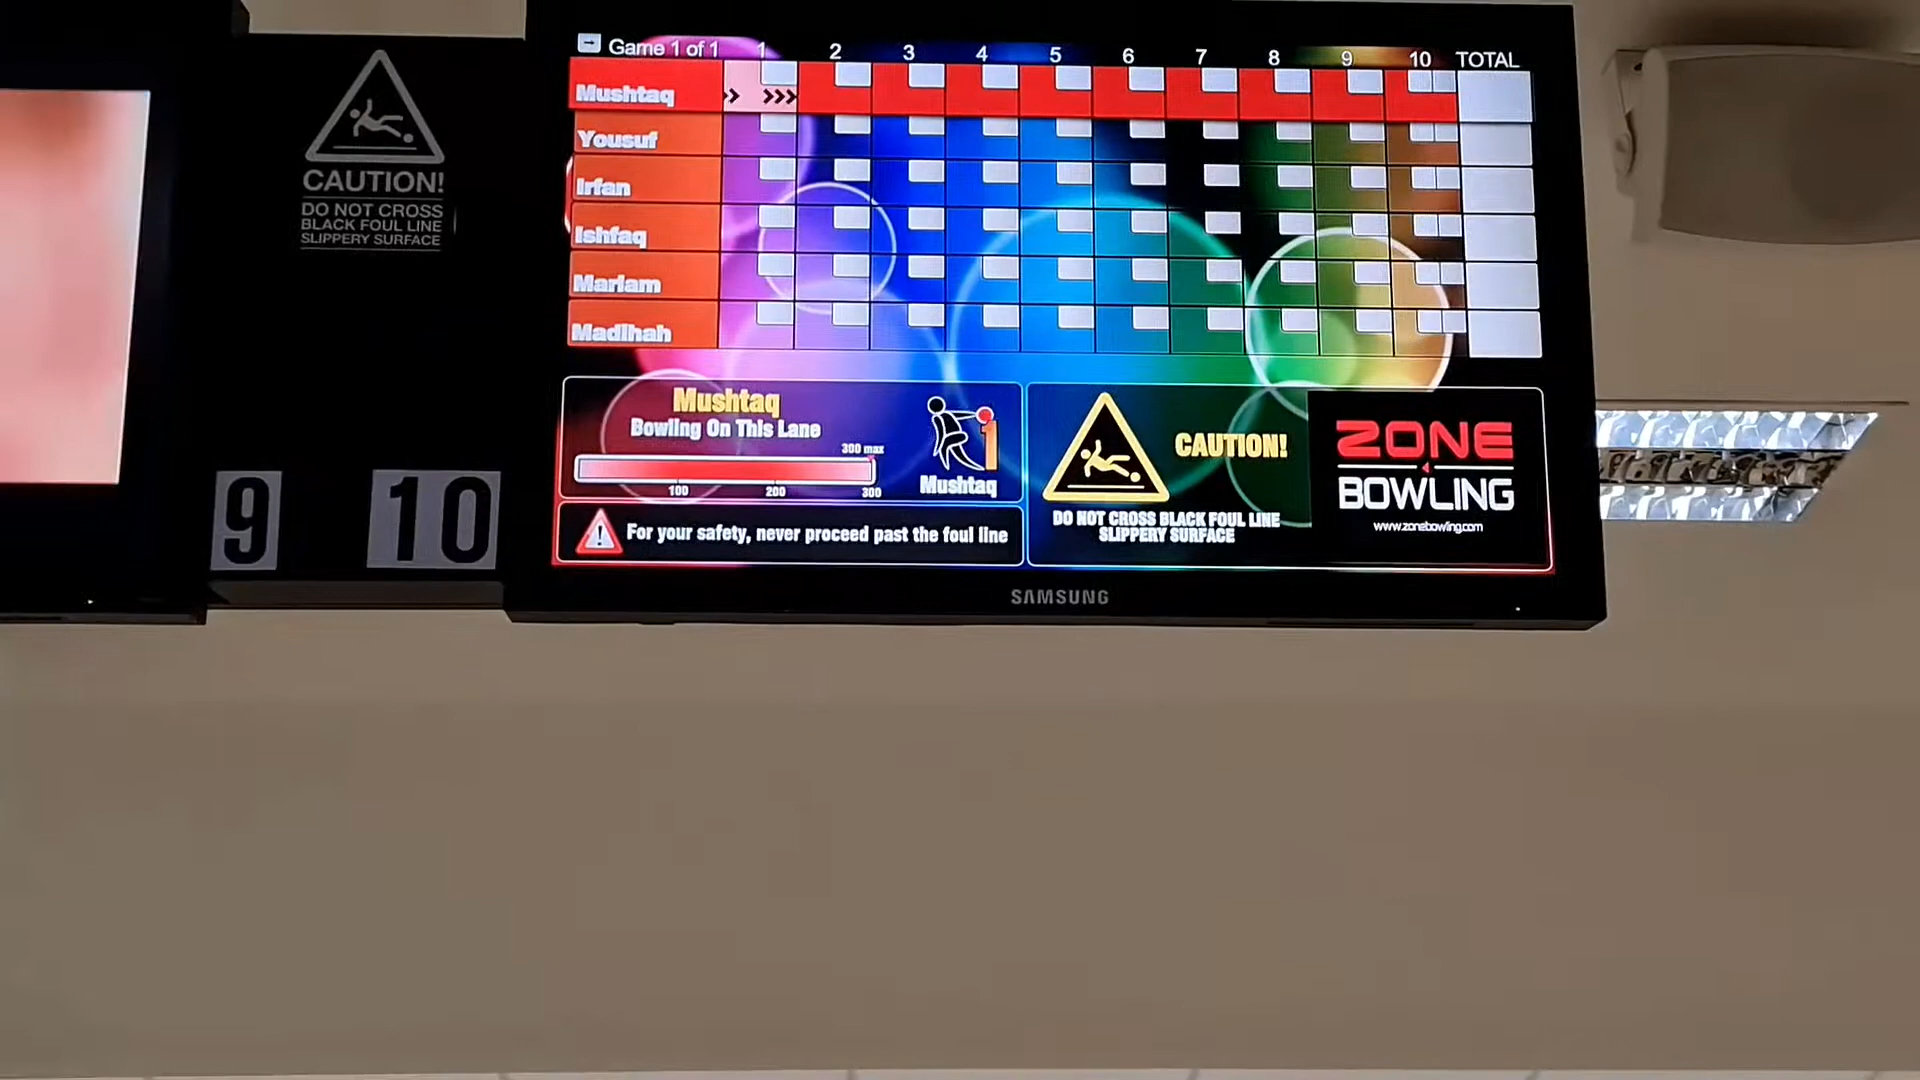 CAUTION!
DO NOT CROSS
BLACK FOUL LINE
SLIPPERY SURFACE
9 10
Game 1 of 1 1 2 3 4 5 6 7 8 9 10 TOTAL
Mushtaq
Yousuf
Irfan
Ishfaq
Mariam
Madihah
Mushtaq
Bowling On This Lane
300 max
100 200 300
1
Mushtaq
For your safety, never proceed past the foul line
CAUTION!
DO NOT CROSS BLACK FOUL LINE
SLIPPERY SURFACE
ZONE
BOWLING
www.zonebowling.com
SAMSUNG